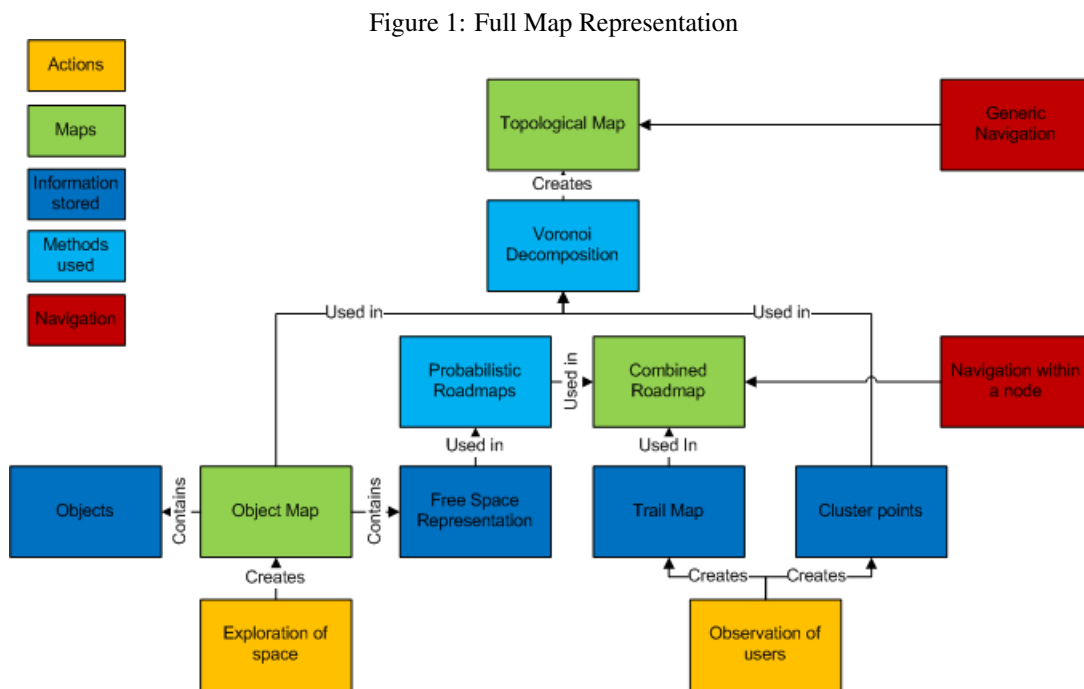 Figure 1: Full Map Representation
Actions
Maps
Information
stored
Methods
used
Navigation
Topological Map
Generic
Navigation
Creates
Voronoi
Decomposition
Used in
Used in
Probabilistic
Roadmaps
Used in
Combined
Roadmap
Navigation within
a node
Used in
Used In
Objects
Contains
Object Map
Contains
Free Space
Representation
Trail Map
Cluster points
Creates
Creates
Creates
Exploration of
space
Observation of
users